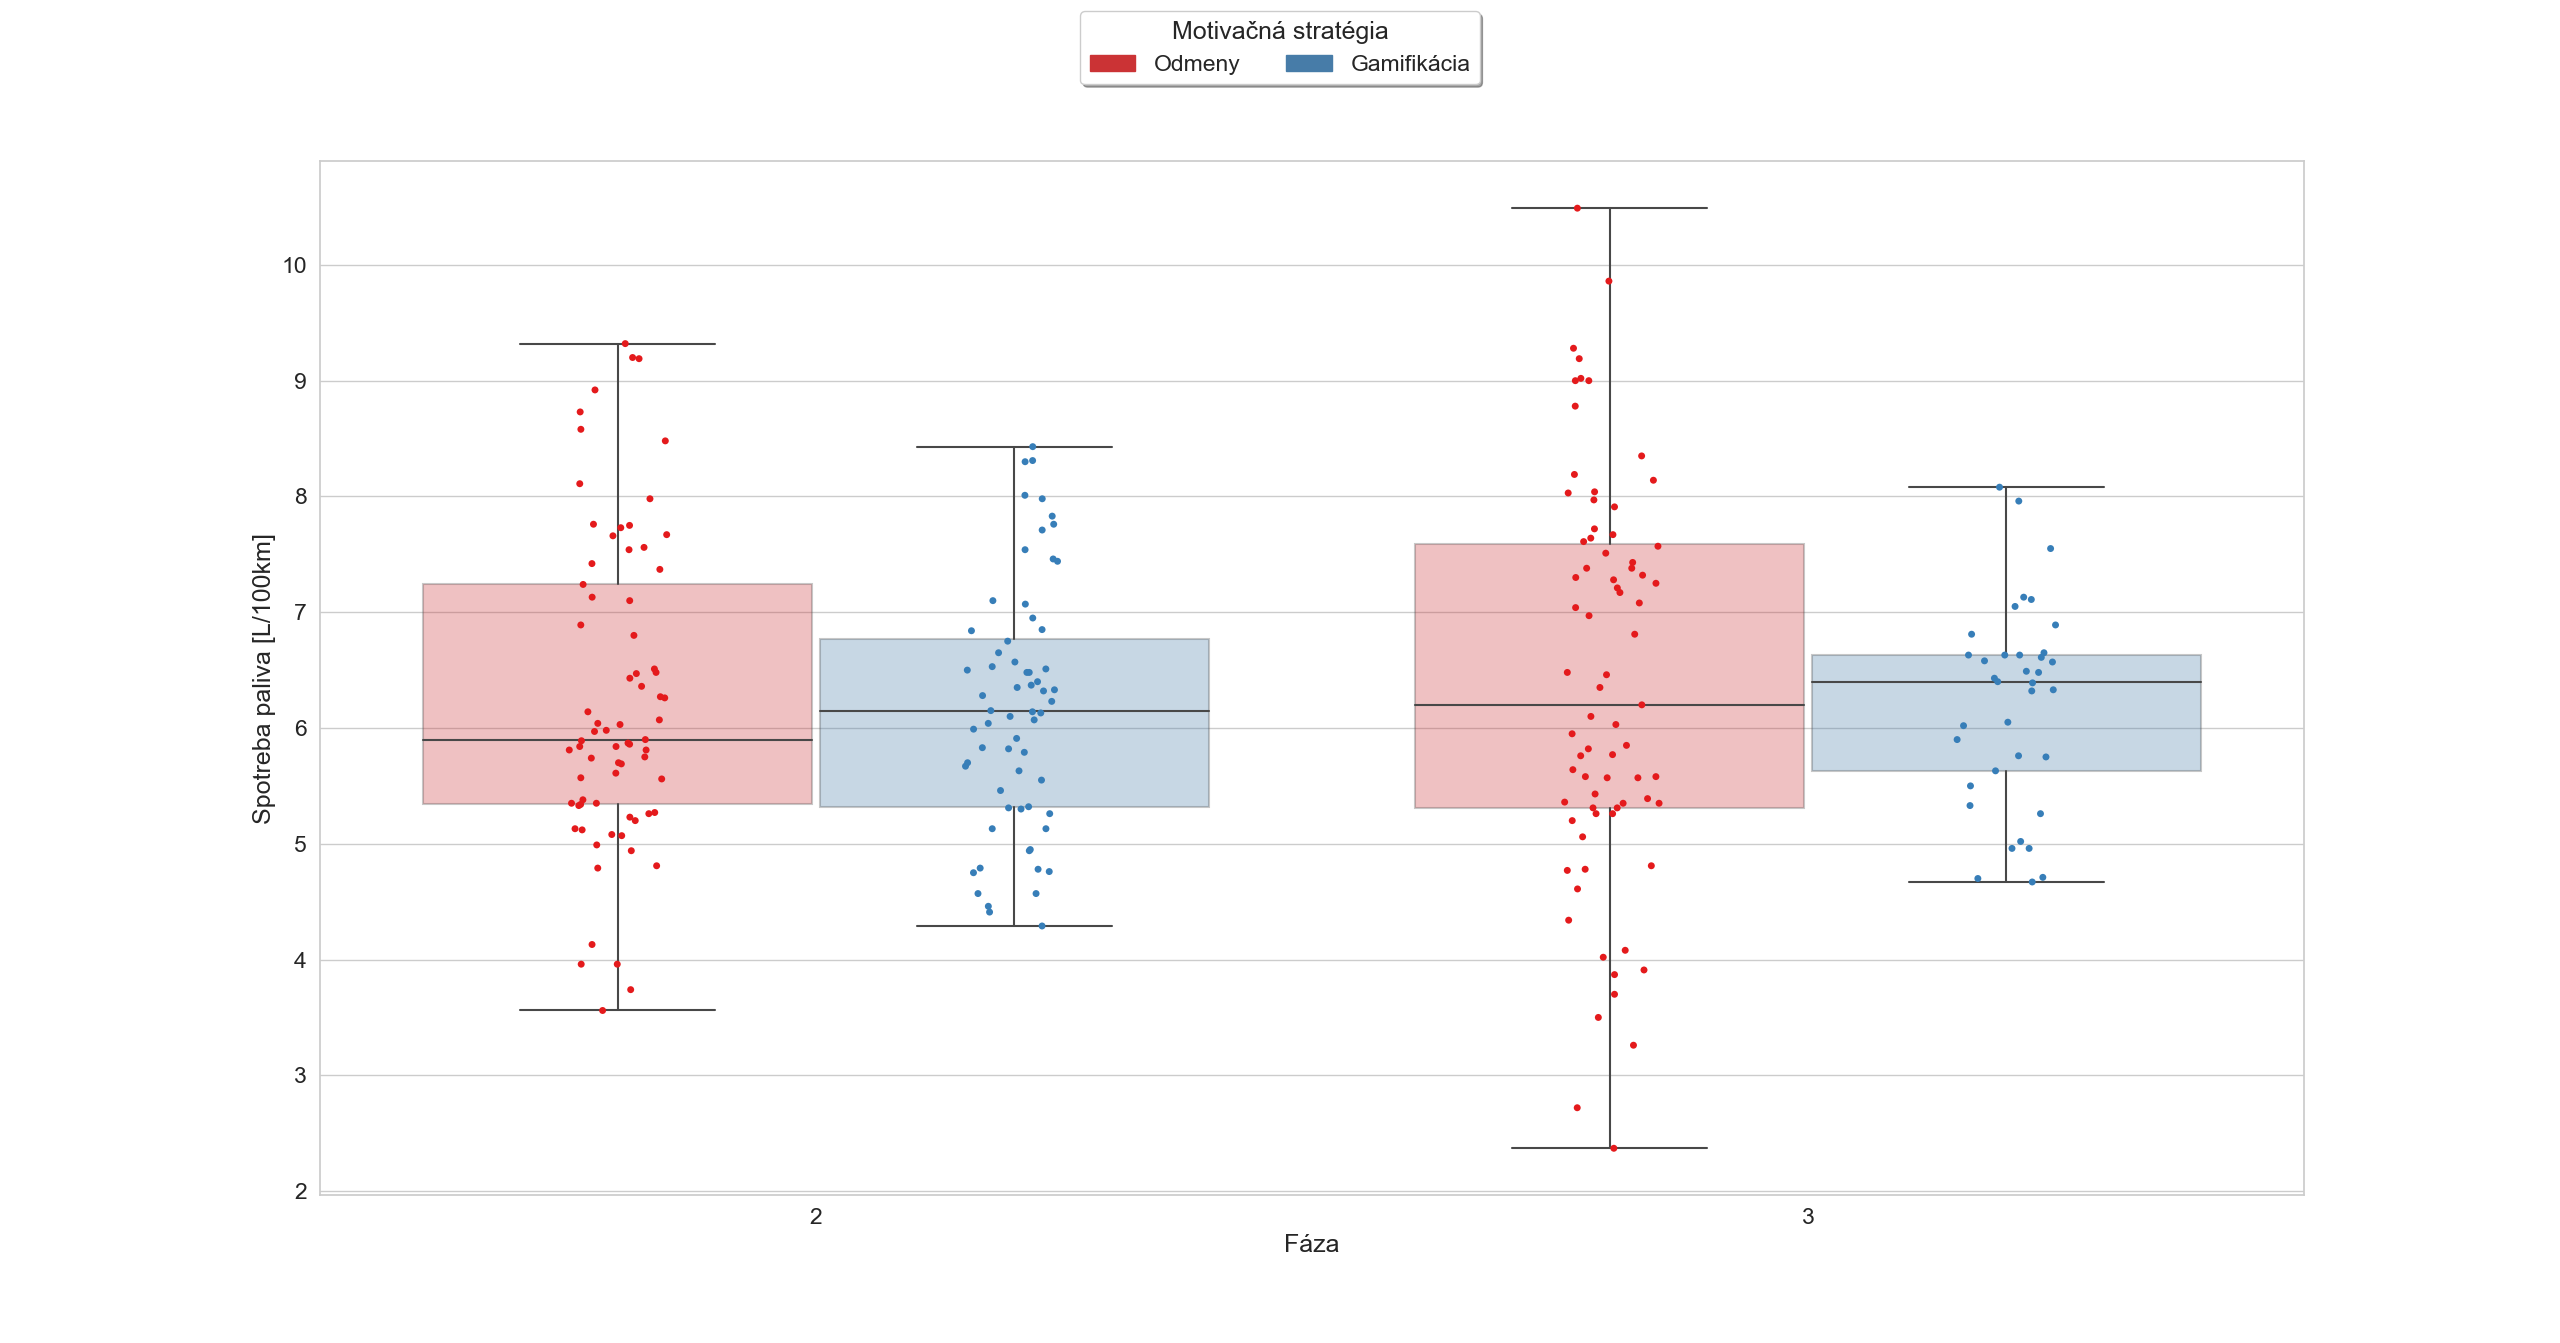 Motivačná stratégia
Odmeny Gamifikácia
Spotreba paliva [L/100km]
10
9
8
7
6
5
4
3
2
2 3
Fáza